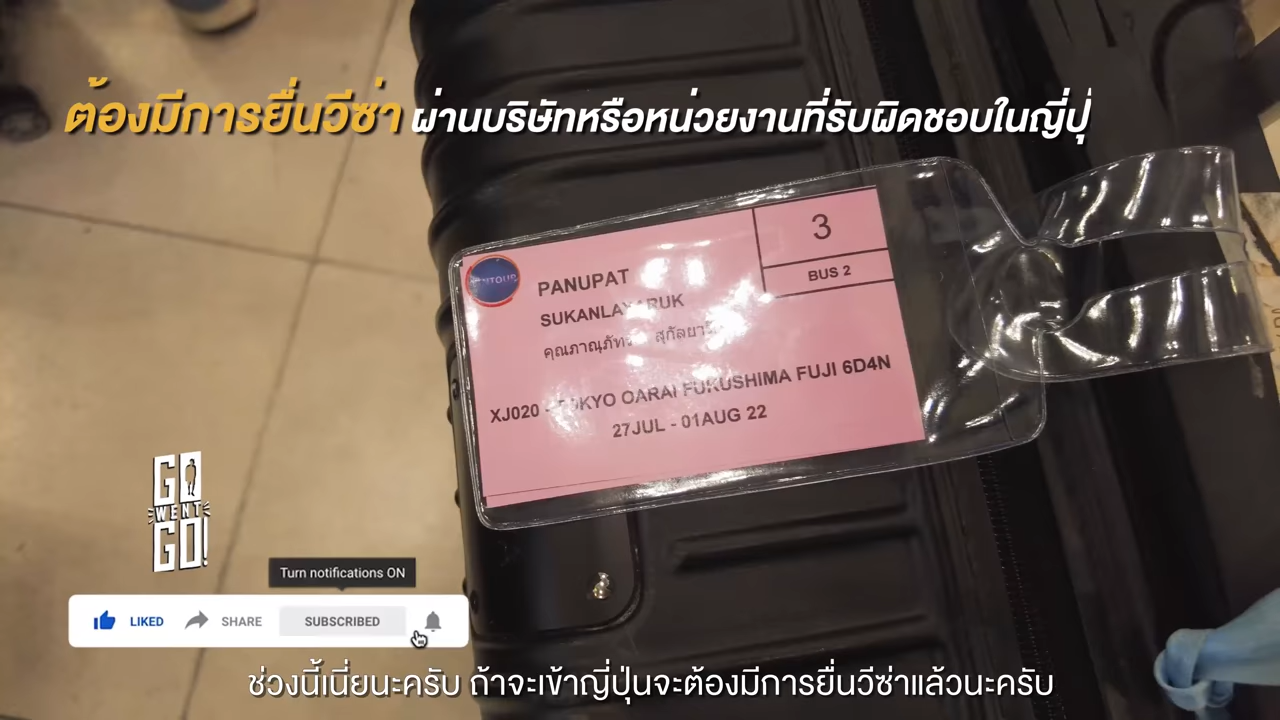 ต้องมีการยื่นวีซ่า ผ่านบริษัทหรือหน่วยงานที่รับผิดชอบในญี่ปุ่
3
BUS 2
PANUPAT
XJ020 - OARAI FUKUSHIMA FUJI 6D4N
27JUL - 01AUG 22
GO
WENT
GO!
Turn notifications ON
LIKED SHARE SUBSCRIBED
ช่วงนี้เนี่ยนะครับ ถ้าจะเข้าญี่ปุ่นจะต้องมีการยื่นวีซ่าแล้วนะครับ